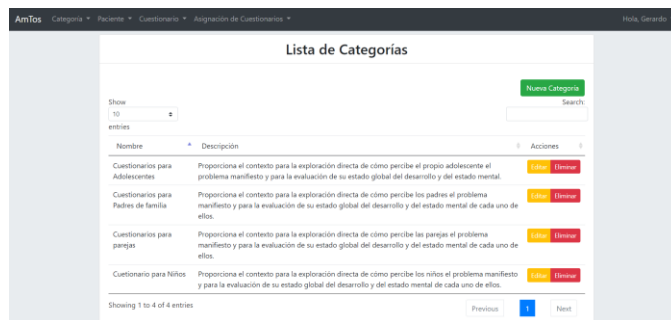 AmTos Categoría Paciente Cuestionario Asignación de Cuestionarios Hola, Gerardo
Lista de Categorías
Nueva Categoria
Show
10
entries
Search:
Nombre Descripción Acciones
Cuestionarios para Proporciona el contexto para la exploración directa de cómo percibe el propio adolescente el Editar Eliminar
Adolescentes problema manifiesto y para la evaluación de su estado global del desarrollo y del estado mental.
Cuestionarios para Proporciona el contexto para la exploración directa de cómo percibe los padres el problema Editar Eliminar
Padres de familia manifiesto y para la evaluación de su estado global del desarrollo y del estado mental de cada uno de
ellos.
Cuestionarios para Proporciona el contexto para la exploración directa de cómo percibe las parejas el problema Editar Eliminar
parejas manifiesto y para la evaluación de su estado global del desarrollo y del estado mental de cada uno de
ellos.
Cuetionario para Niños Proporciona el contexto para la exploración directa de cómo percibe los niños el problema manifiesto Editar Eliminar
y para la evaluación de su estado global del desarrollo y del estado mental de cada uno de ellos.
Showing 1 to 4 of 4 entries Previous 1 Next